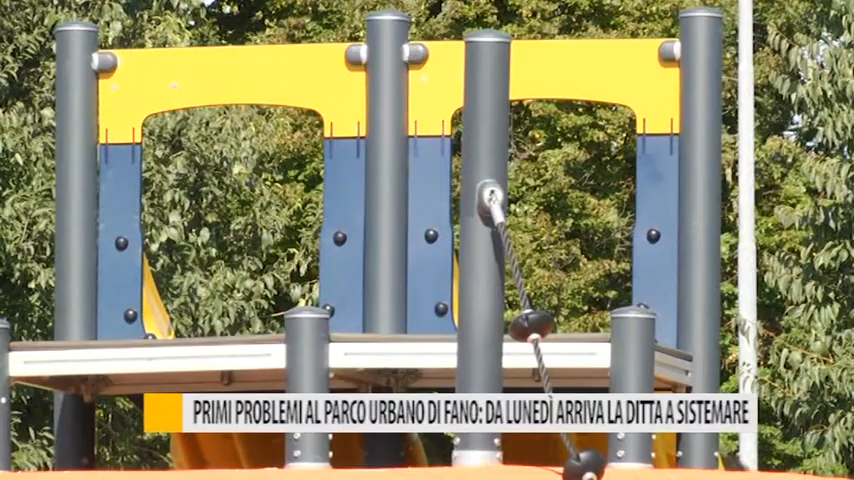 PRIMI PROBLEMI AL PARCO URBANO DI FANO: DA LUNEDÌ ARRIVA LA DITTA A SISTEMARE